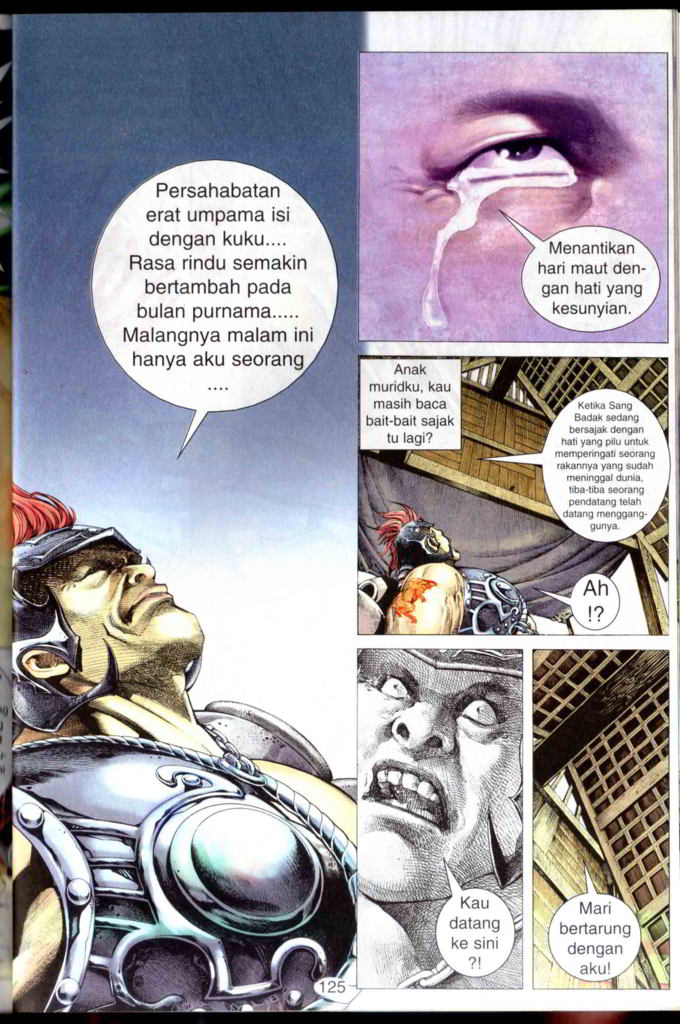 Persahabatan
erat umpama isi
dengan kuku....
Rasa rindu semakin
bertambah pada
bulan purnama.....
Malangnya malam ini
hanya aku seorang
....
Menantikan
hari maut den-
gan hati yang
kesunyian.
Anak
muridku, kau
masih baca
bait-bait sajak
tu lagi?
Ketika Sang
Badak sedang
bersajak dengan
hati yang pilu untuk
memperingati seorang
rakannya yang sudah
meninggal dunia,
tiba-tiba seorang
pendatang telah
datang menggang-
gunya.
Ah
!?
Kau
datang
ke sini
?!
Mari
bertarung
dengan
aku!
125